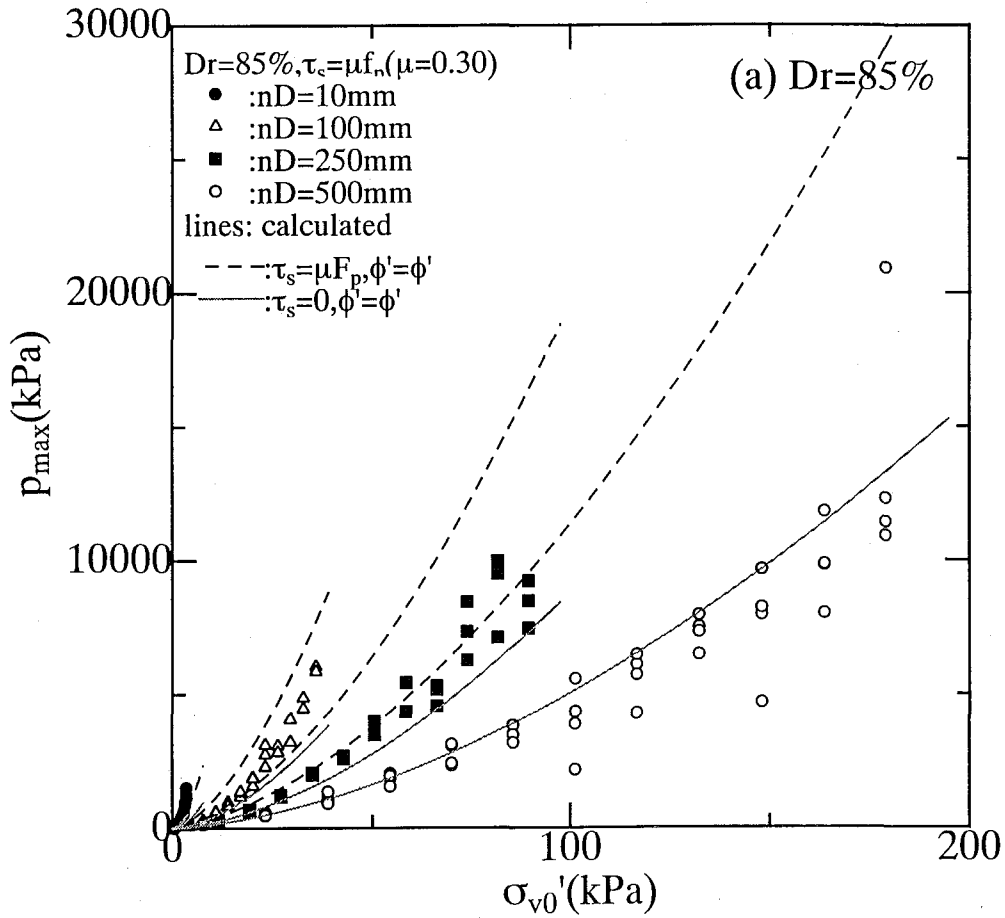 30000
Dr=85%,τs=μfn(μ=0.30)
(a) Dr=85%
:nD=10mm
:nD=100mm
:nD=250mm
:nD=500mm
lines: calculated
:τs=μFp,ϕ'=ϕ'
:τs=0,ϕ'=ϕ'
20000
pmax(kPa)
10000
0
0
100
200
σv0'(kPa)